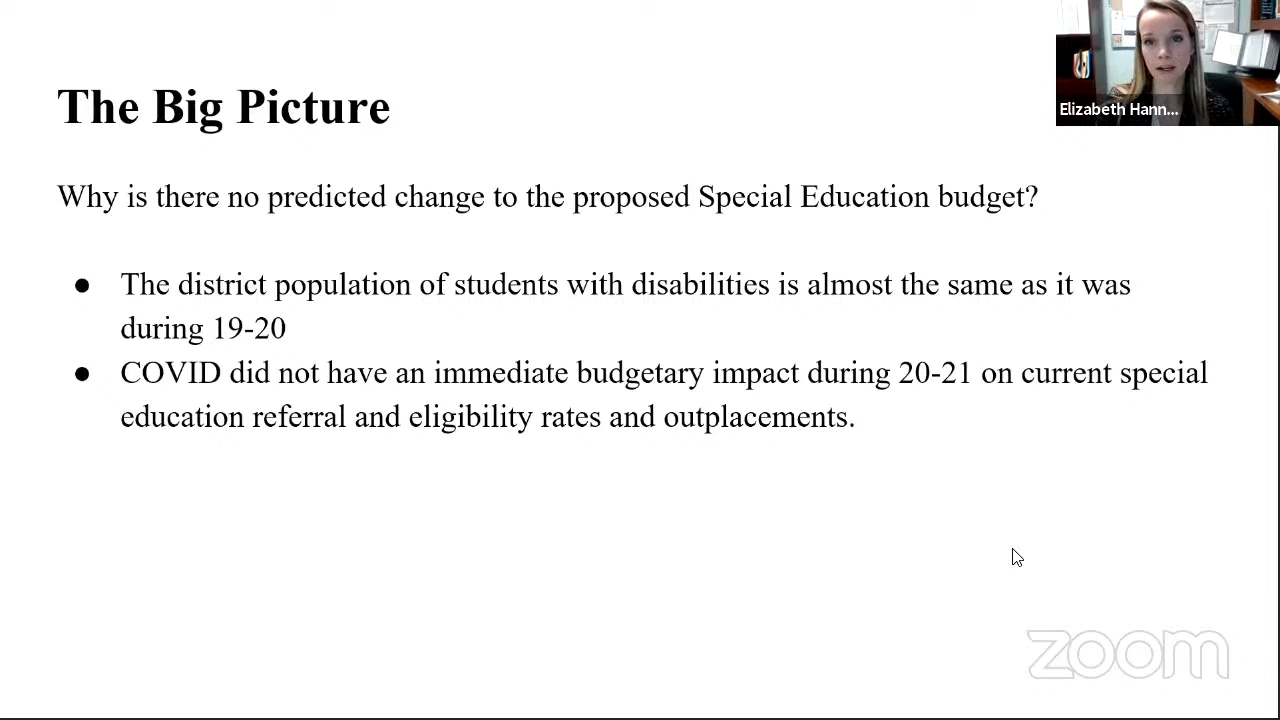 Elizabeth Hann...
The Big Picture
Why is there no predicted change to the proposed Special Education budget?
● The district population of students with disabilities is almost the same as it was
during 19-20
● COVID did not have an immediate budgetary impact during 20-21 on current special
education referral and eligibility rates and outplacements.
zoom